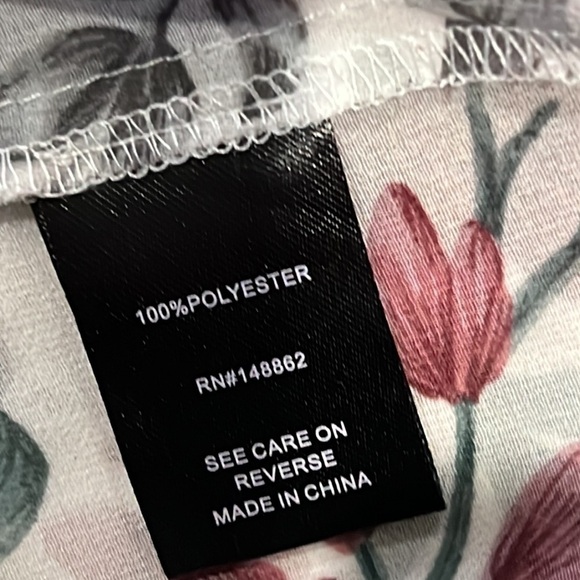 100%POLYESTER
RN#148862
SEE CARE ON
REVERSE
MADE IN CHINA